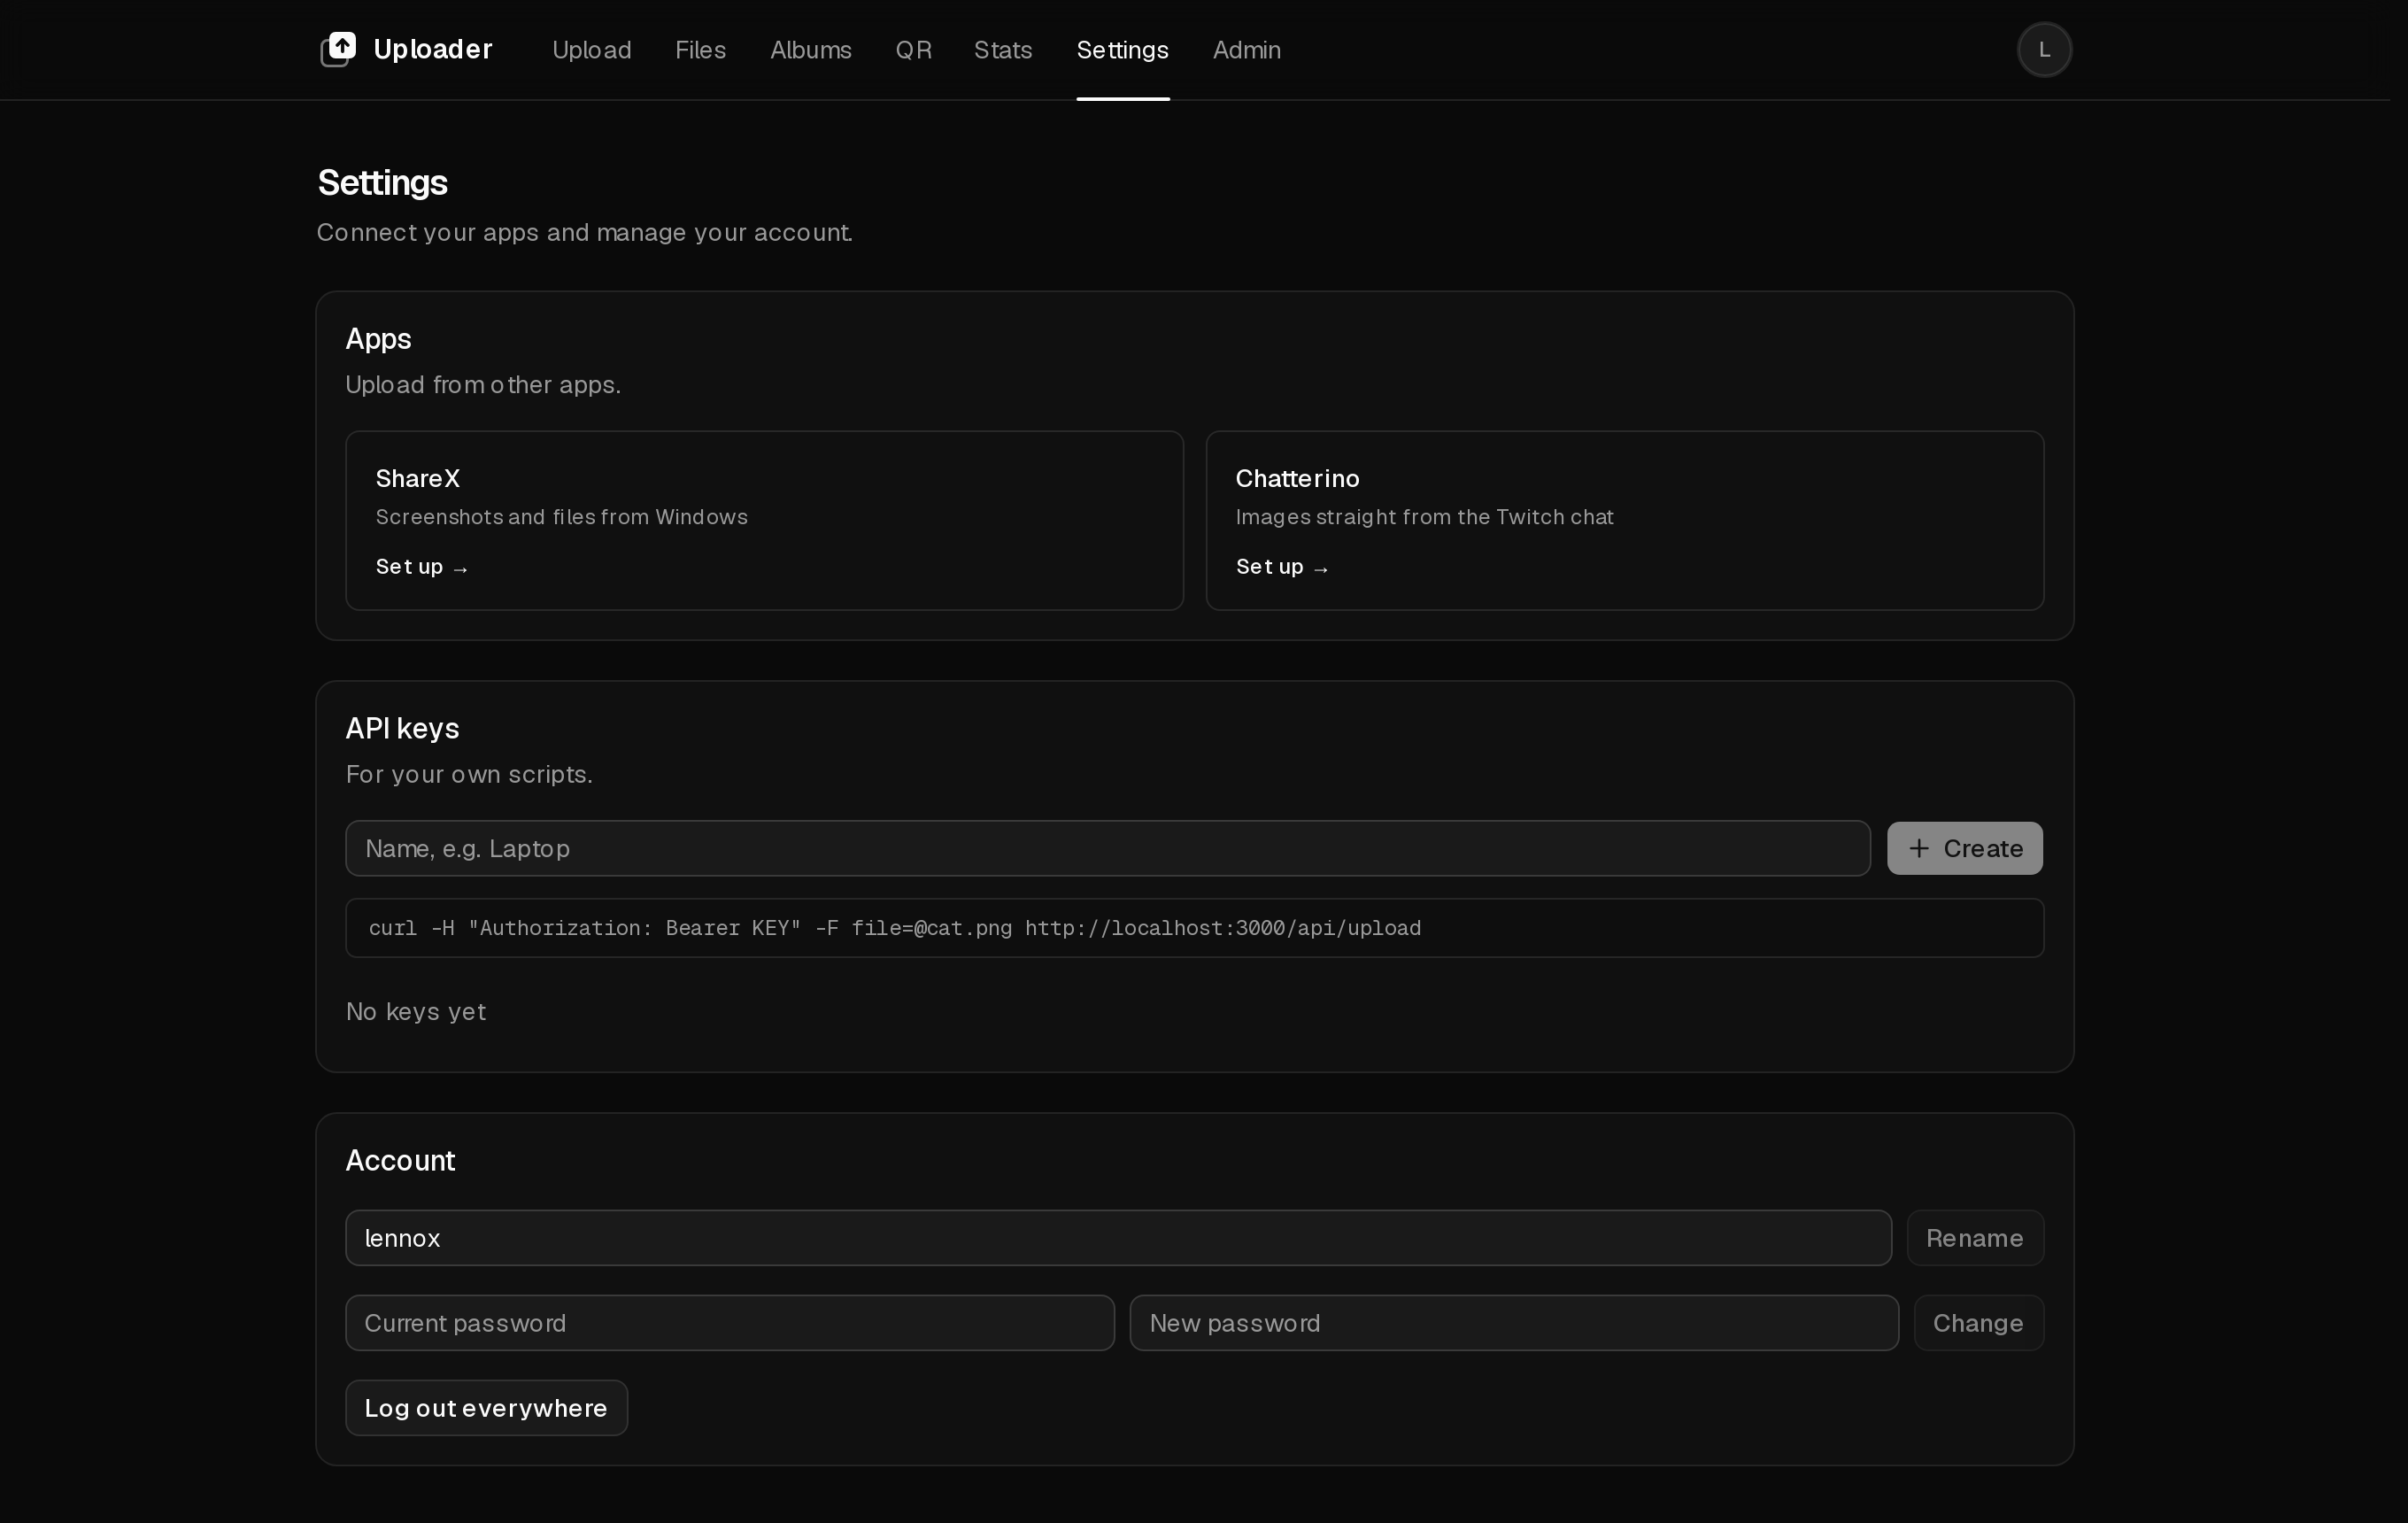 Uploader Upload Files Albums QR Stats Settings Admin L
Settings
Connect your apps and manage your account.
Apps
Upload from other apps.
ShareX
Screenshots and files from Windows
Set up →
Chatterino
Images straight from the Twitch chat
Set up →
API keys
For your own scripts.
Name, e.g. Laptop
Create
curl -H "Authorization: Bearer KEY" -F file=@cat.png http://localhost:3000/api/upload
No keys yet
Account
lennox
Rename
Current password
New password
Change
Log out everywhere